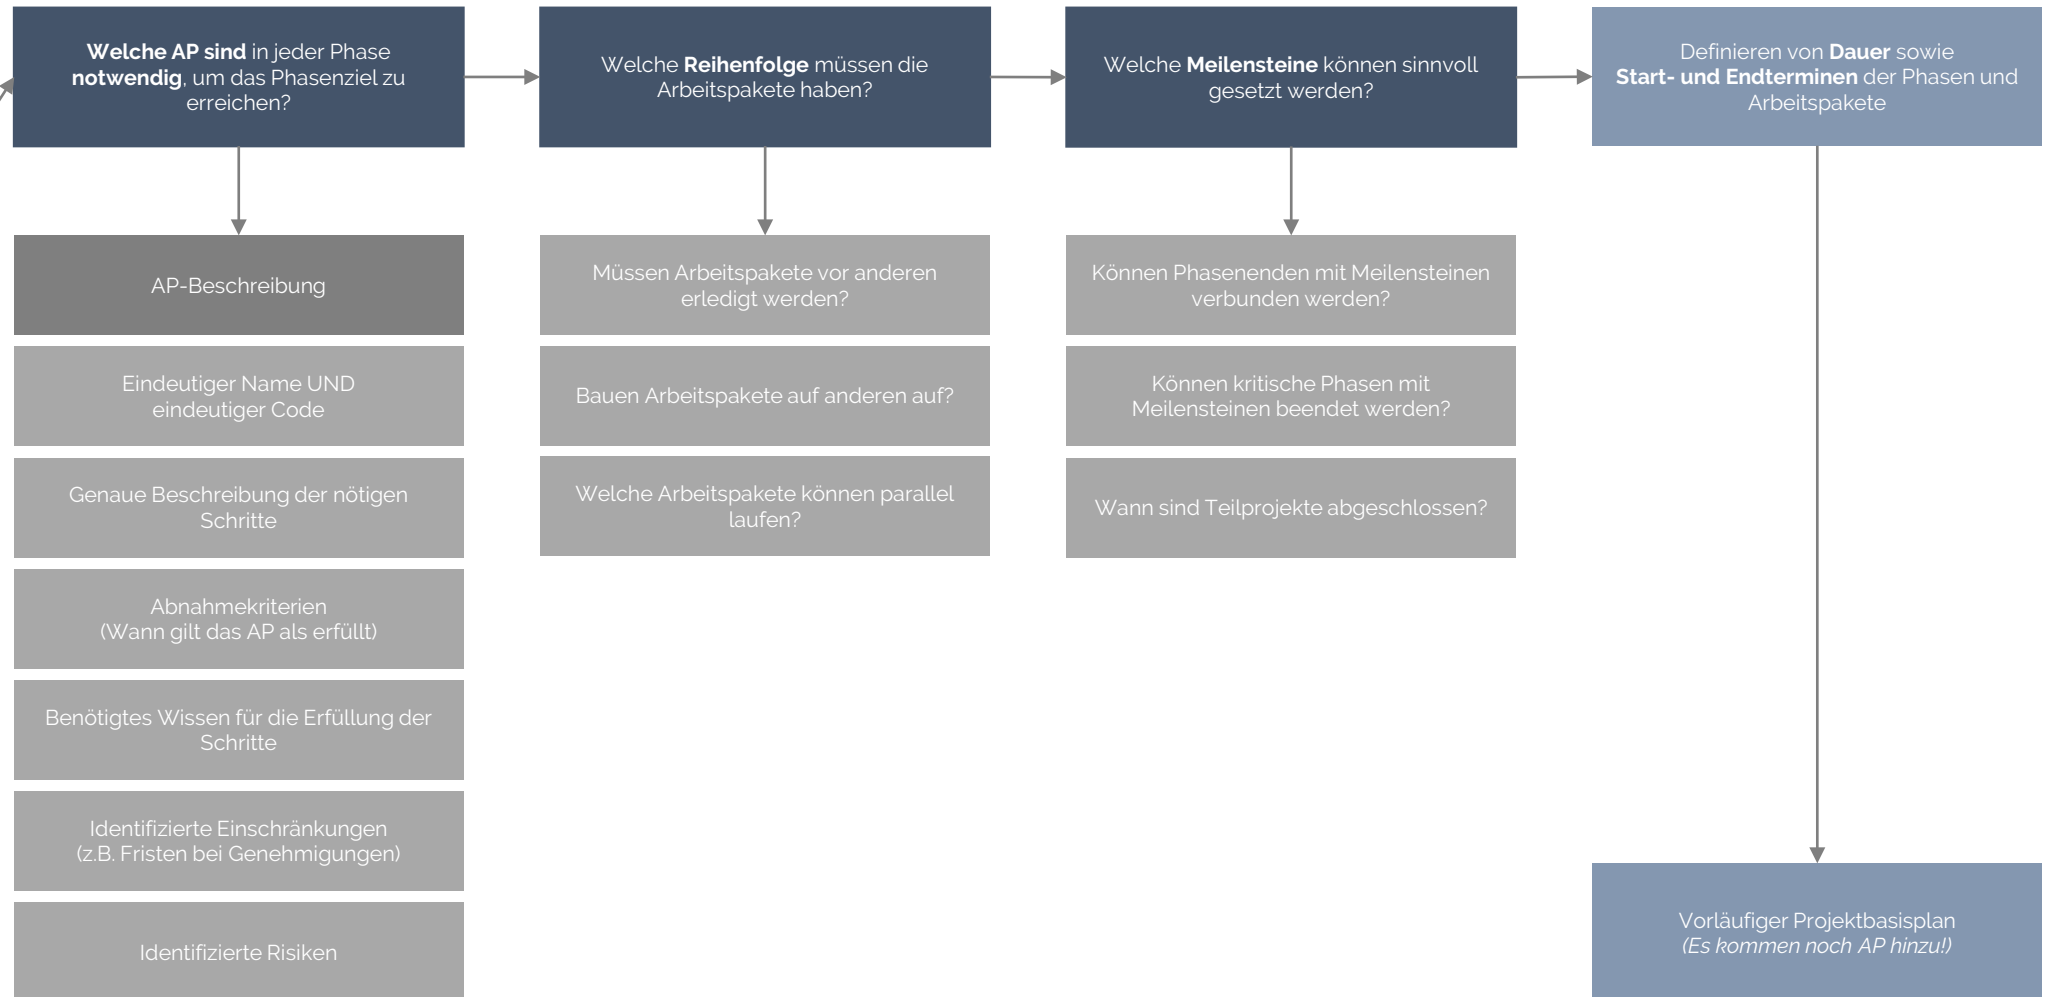 Welche AP sind in jeder Phase
notwendig, um das Phasenziel zu
erreichen?
Welche Reihenfolge müssen die
Arbeitspakete haben?
Welche Meilensteine können sinnvoll
gesetzt werden?
Definieren von Dauer sowie
Start- und Endterminen der Phasen und
Arbeitspakete
AP-Beschreibung
Eindeutiger Name UND
eindeutiger Code
Genaue Beschreibung der nötigen
Schritte
Abnahmekriterien
(Wann gilt das AP als erfüllt)
Benötigtes Wissen für die Erfüllung der
Schritte
Identifizierte Einschränkungen
(z.B. Fristen bei Genehmigungen)
Identifizierte Risiken
Müssen Arbeitspakete vor anderen
erledigt werden?
Bauen Arbeitspakete auf anderen auf?
Welche Arbeitspakete können parallel
laufen?
Können Phasenenden mit Meilensteinen
verbunden werden?
Können kritische Phasen mit
Meilensteinen beendet werden?
Wann sind Teilprojekte abgeschlossen?
Vorläufiger Projektbasisplan
(Es kommen noch AP hinzu!)